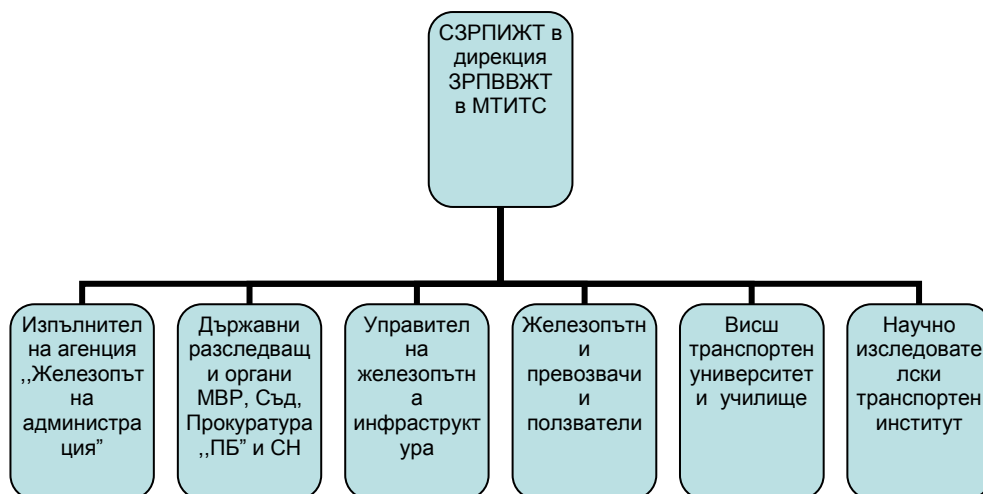 СЗРПИЖТ в
дирекция
ЗРПВВЖТ
в МТИТС
Изпълнител
на агенция
,,Железопът
на
администра
ция”
Държавни
разследващ
и органи
МВР, Съд,
Прокуратура
,,ПБ” и СН
Управител
на
железопътн
а
инфраструкт
ура
Железопътн
и
превозвачи
и
ползватели
Висш
транспортен
университет
и училище
Научно
изследовате
лски
транспортен
институт